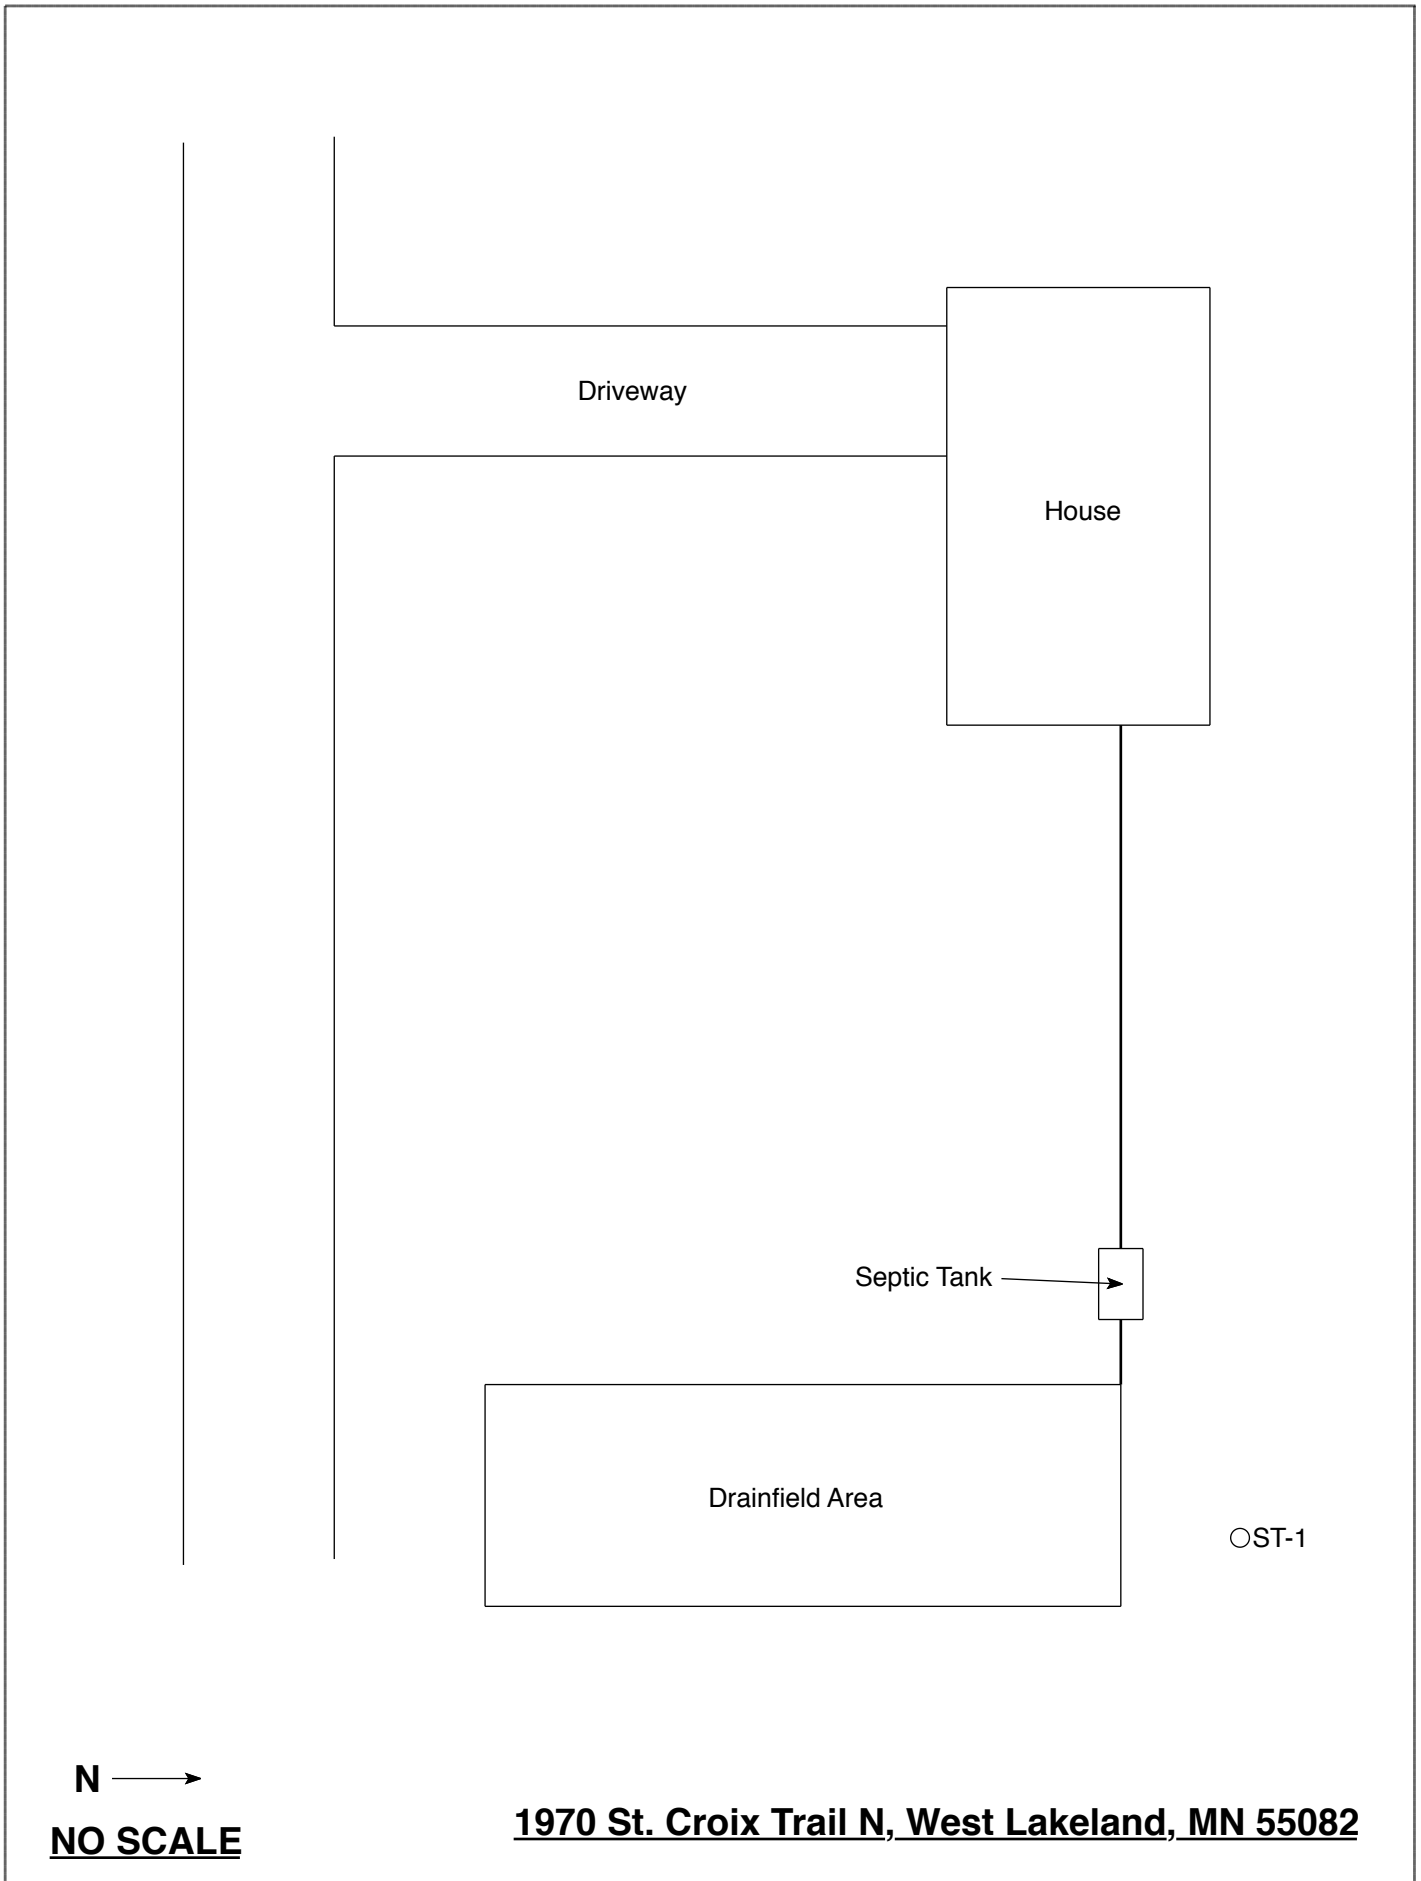 Driveway
House
Septic Tank
Drainfield Area
ST-1
N
NO SCALE
1970 St. Croix Trail N, West Lakeland, MN 55082